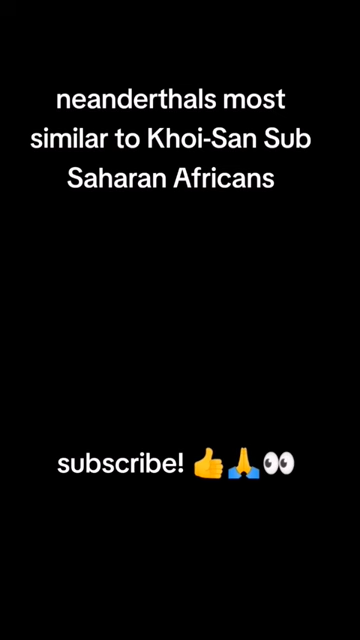 neanderthals most
similar to Khoi-San Sub
Saharan Africans
subscribe! 👍🙏👀